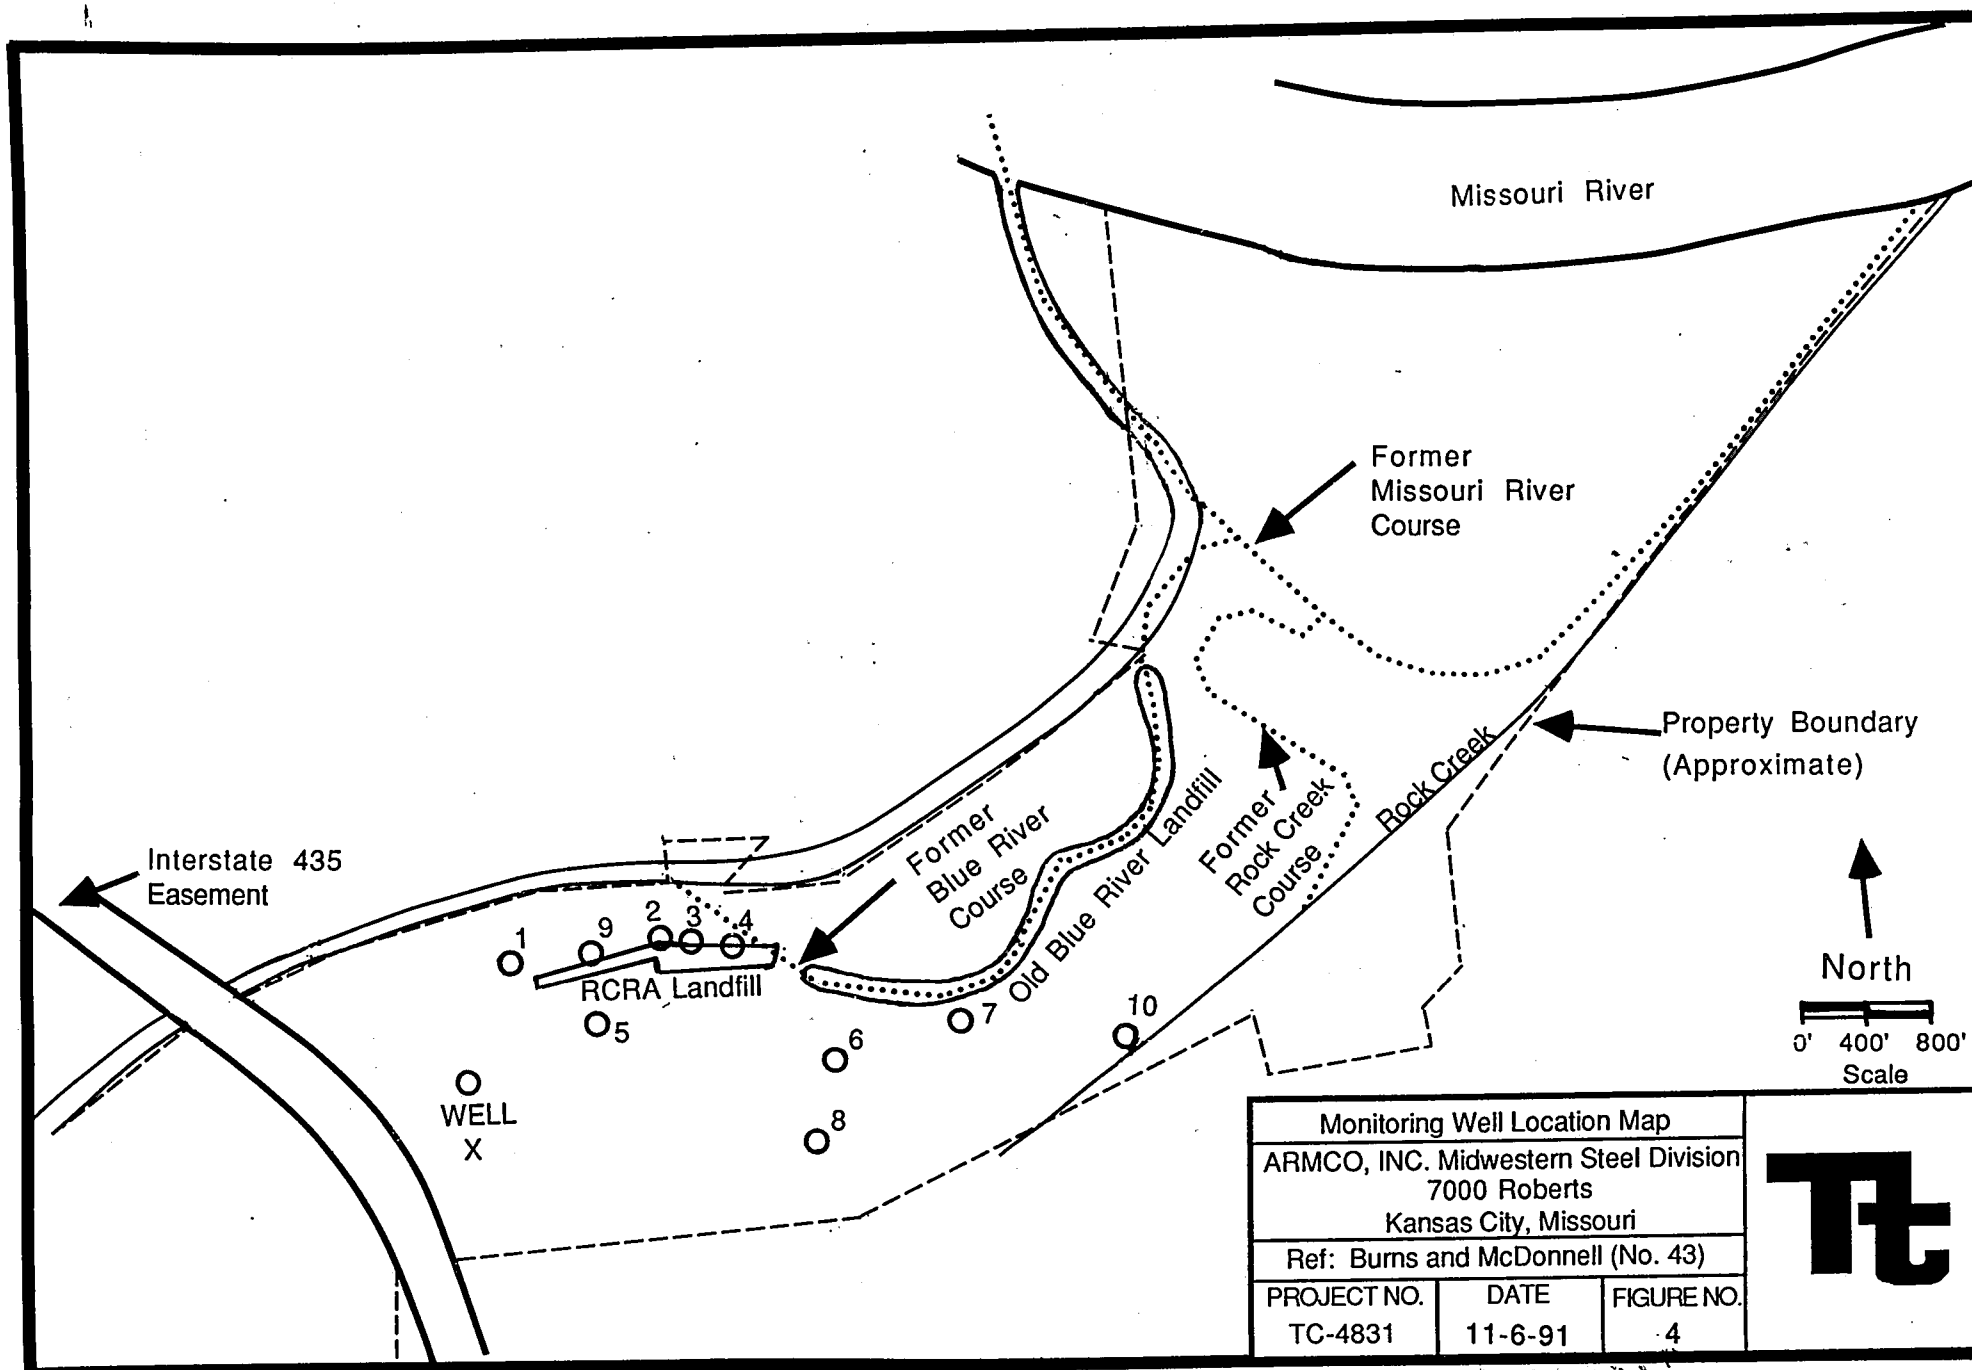 Missouri River
Former
Missouri River
Course
Property Boundary
(Approximate)
Rock Creek
Former
Rock Creek
Course
Old Blue River Landfill
Former
Blue River
Course
Interstate 435
Easement
1
9
2
3
4
RCRA Landfill
5
6
7
10
8
WELL
X
North
0' 400' 800'
Scale
Monitoring Well Location Map
ARMCO, INC. Midwestern Steel Division
7000 Roberts
Kansas City, Missouri
Ref: Burns and McDonnell (No. 43)
PROJECT NO.
TC-4831
DATE
11-6-91
FIGURE NO.
4
Tt